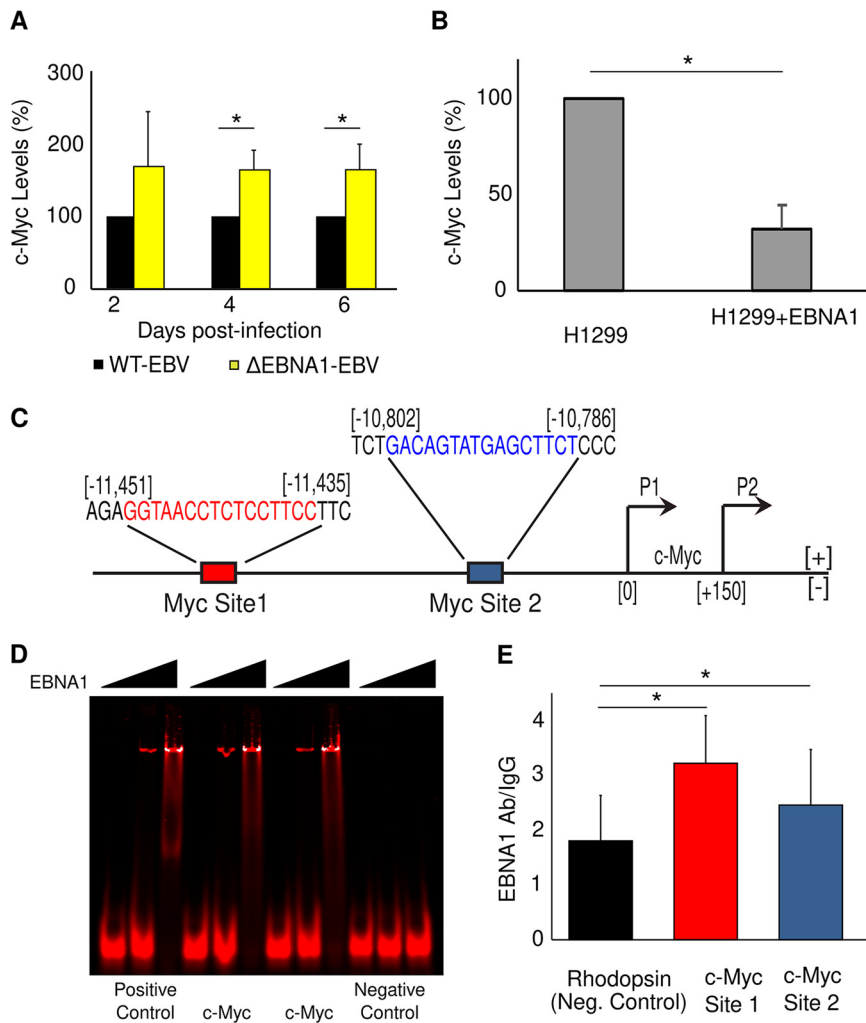 A
c-Myc Levels (%)
300
200
100
0
*
*
2
4
6
Days post-infection
WT-EBV
ΔEBNA1-EBV
B
c-Myc Levels (%)
100
50
0
*
H1299
H1299+EBNA1
C
[-10,802]
[-10,786]
TCTGACAGTATGAGCTTCTCCC
[-11,451]
[-11,435]
AGAGGTAACCTCTCCTTCCTTC
P1
P2
c-Myc
[+]
Myc Site1
Myc Site 2
[0]
[+150]
[-]
D
EBNA1
Positive
Control
c-Myc
c-Myc
Negative
Control
E
EBNA1 Ab/IgG
4
3
2
1
0
*
*
Rhodopsin
(Neg. Control)
c-Myc
Site 1
c-Myc
Site 2